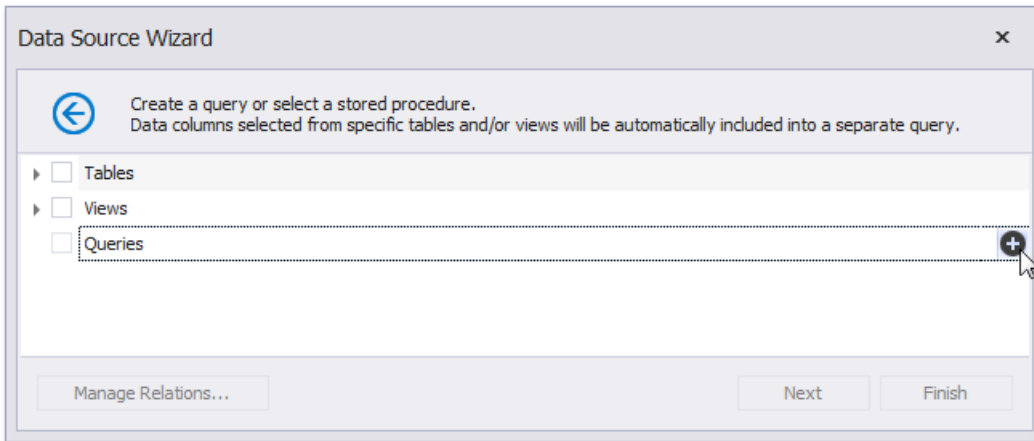 Data Source Wizard
Create a query or select a stored procedure.
Data columns selected from specific tables and/or views will be automatically included into a separate query.
Tables
Views
Queries
Manage Relations...
Next
Finish